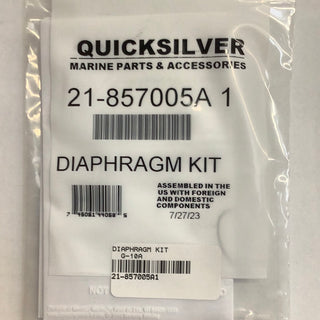 QUICKSILVER
MARINE PARTS & ACCESSORIES
21-857005A 1
DIAPHRAGM KIT
ASSEMBLED IN THE
US WITH FOREIGN
AND DOMESTIC
COMPONENTS
7/27/23
DIAPHRAGM KIT
G-10A
21-857005A1
NOT